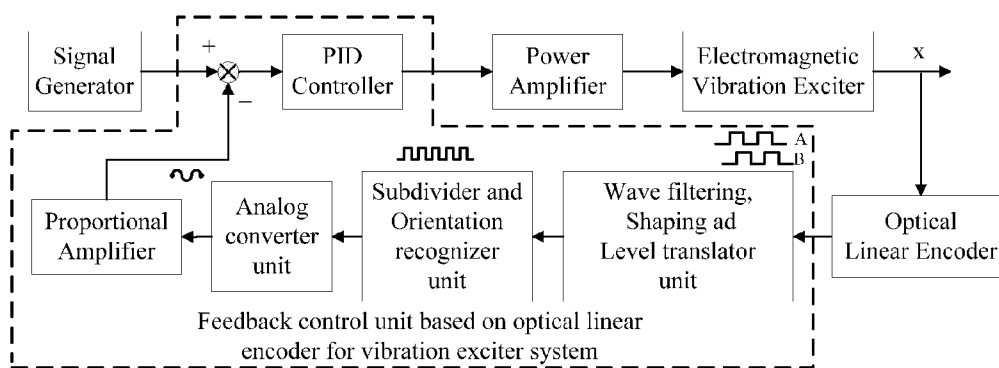 Signal
Generator
+
−
PID
Controller
Power
Amplifier
Electromagnetic
Vibration Exciter
x
A
B
Proportional
Amplifier
Analog
converter
unit
Subdivider and
Orientation
recognizer
unit
Wave filtering,
Shaping ad
Level translator
unit
Optical
Linear Encoder
Feedback control unit based on optical linear
encoder for vibration exciter system